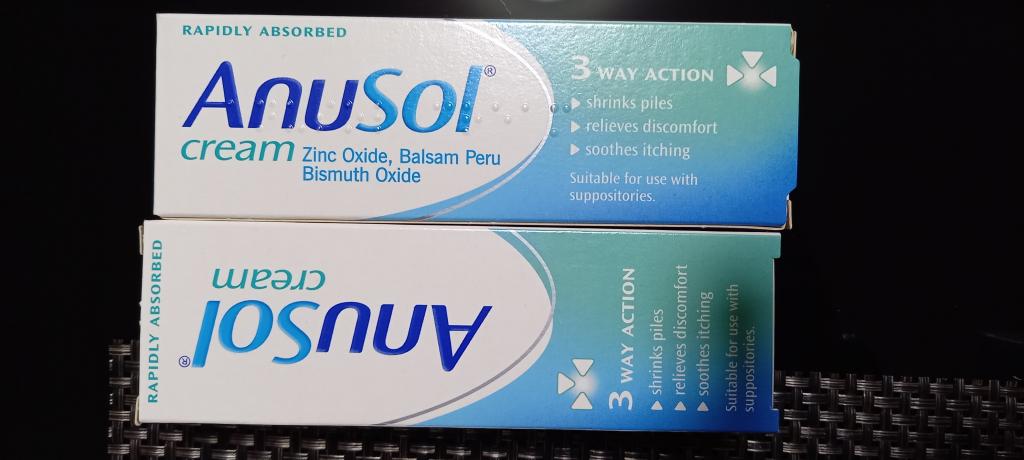 RAPIDLY ABSORBED
AnuSol®
cream Zinc Oxide, Balsam Peru
Bismuth Oxide
3 WAY ACTION
shrinks piles
relieves discomfort
soothes itching
Suitable for use with
suppositories.
RAPIDLY ABSORBED
AnuSol®
cream
3 WAY ACTION
shrinks piles
relieves discomfort
soothes itching
Suitable for use with
suppositories.